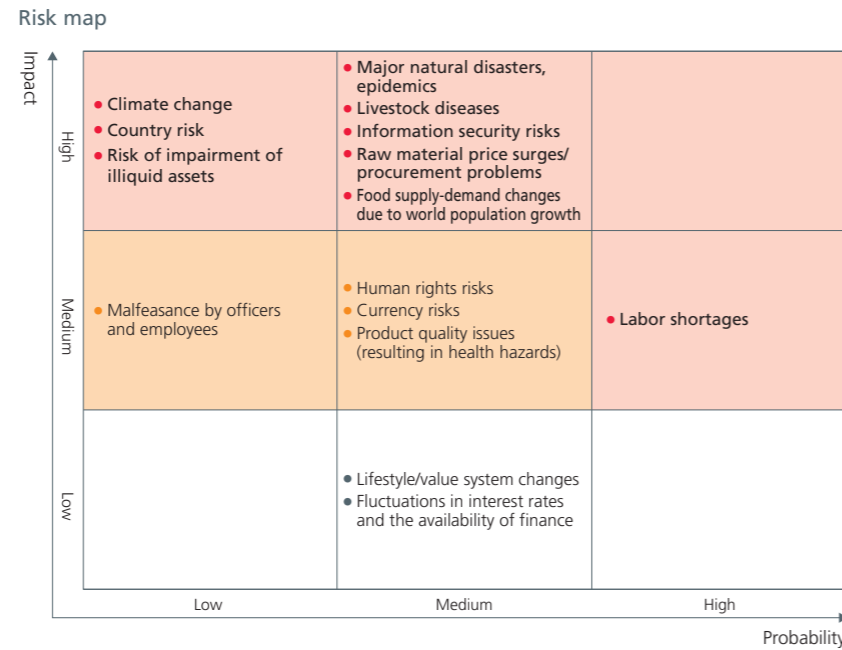 Risk map
Impact
High
• Climate change
• Country risk
• Risk of impairment of
illiquid assets
• Major natural disasters,
epidemics
• Livestock diseases
• Information security risks
• Raw material price surges/
procurement problems
• Food supply-demand changes
due to world population growth
Medium
• Malfeasance by officers
and employees
• Human rights risks
• Currency risks
• Product quality issues
(resulting in health hazards)
• Labor shortages
Low
• Lifestyle/value system changes
• Fluctuations in interest rates
and the availability of finance
Low
Medium
High
Probability